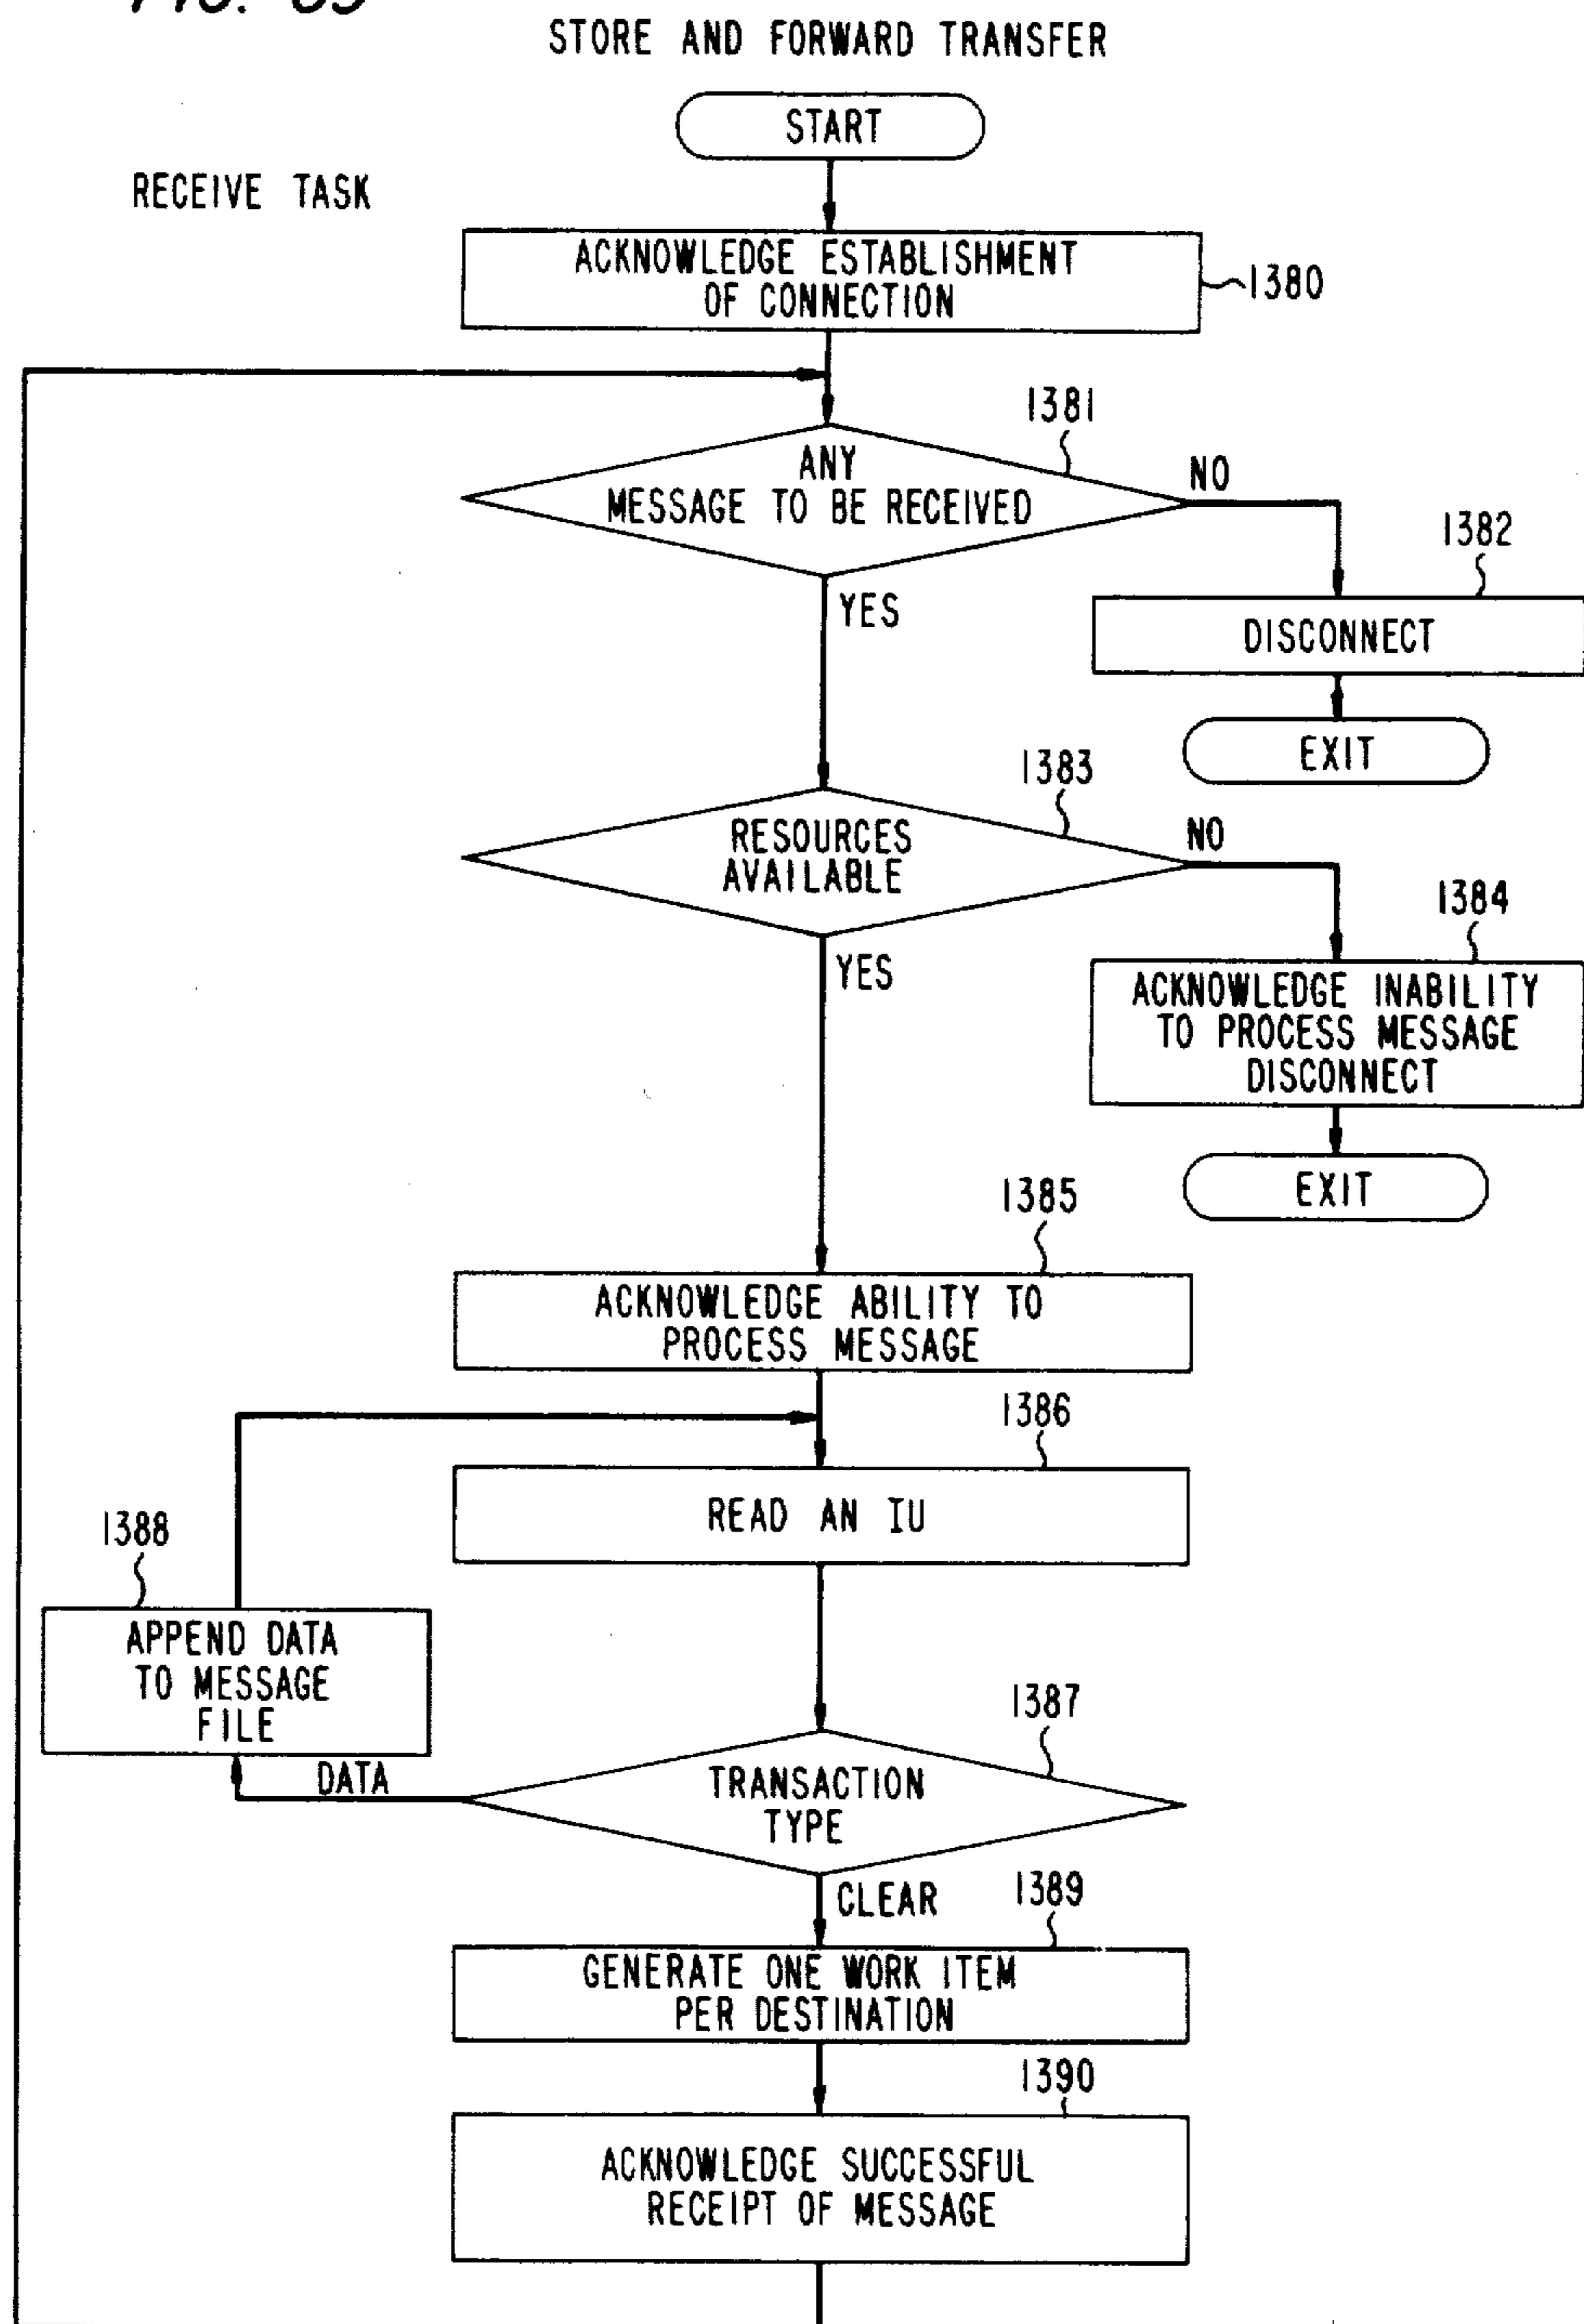 STORE AND FORWARD TRANSFER
START
RECEIVE TASK
ACKNOWLEDGE ESTABLISHMENT
OF CONNECTION
1380
1381
ANY
MESSAGE TO BE RECEIVED
NO
1382
YES
DISCONNECT
EXIT
1383
RESOURCES
AVAILABLE
NO
1384
YES
ACKNOWLEDGE INABILITY
TO PROCESS MESSAGE
DISCONNECT
EXIT
1385
ACKNOWLEDGE ABILITY TO
PROCESS MESSAGE
1386
READ AN IU
1388
APPEND DATA
TO MESSAGE
FILE
1387
DATA
TRANSACTION
TYPE
CLEAR
1389
GENERATE ONE WORK ITEM
PER DESTINATION
1390
ACKNOWLEDGE SUCCESSFUL
RECEIPT OF MESSAGE